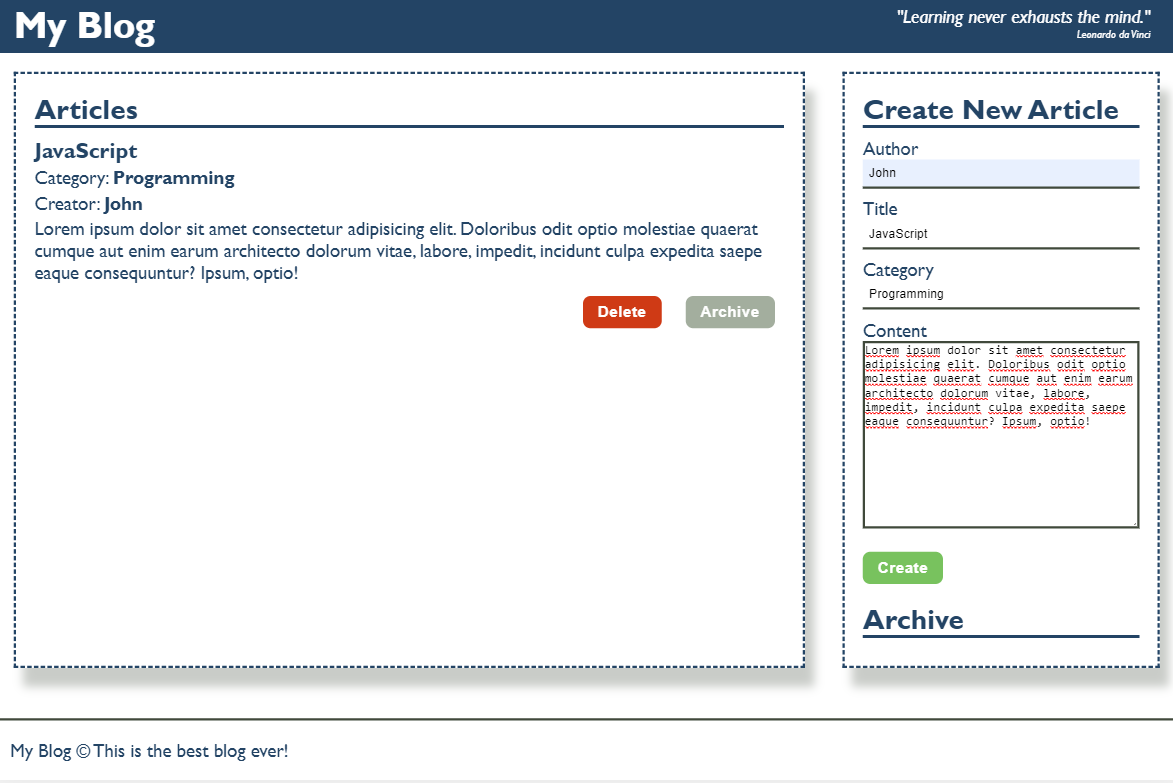 My Blog
"Learning never exhausts the mind."
Leonardo da Vinci
Articles
JavaScript
Category: Programming
Creator: John
Lorem ipsum dolor sit amet consectetur adipisicing elit. Doloribus odit optio molestiae quaerat
cumque aut enim earum architecto dolorum vitae, labore, impedit, incidunt culpa expedita saepe
eaque consequuntur? Ipsum, optio!
Delete
Archive
Create New Article
Author
John
Title
JavaScript
Category
Programming
Content
Lorem ipsum dolor sit amet consectetur
adipisicing elit. Doloribus odit optio
molestiae quaerat cumque aut enim earum
architecto dolorum vitae, labore,
impedit, incidunt culpa expedita saepe
eaque consequuntur? Ipsum, optio!
Create
Archive
My Blog © This is the best blog ever!